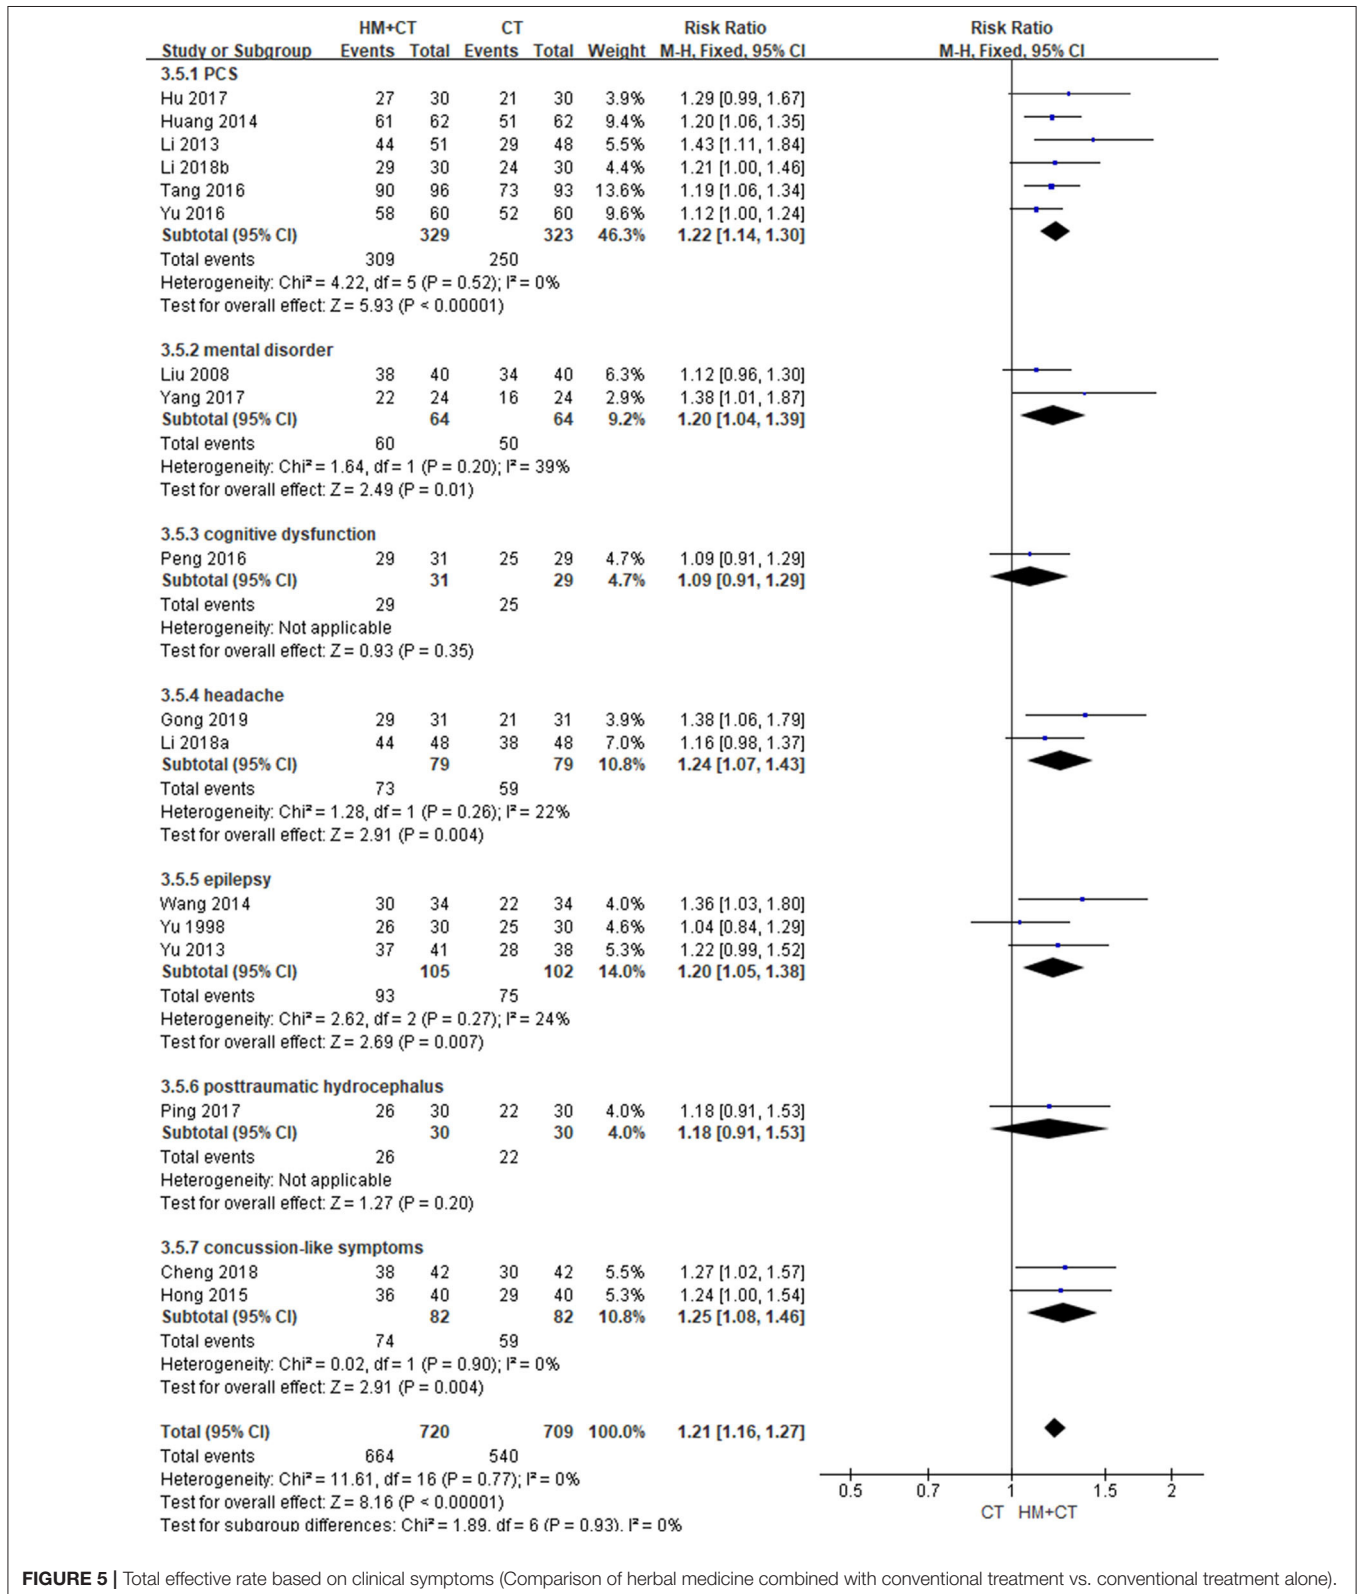 HM+CT CT Risk Ratio Risk Ratio
Study or Subgroup Events Total Events Total Weight M-H, Fixed, 95% CI M-H, Fixed, 95% CI
3.5.1 PCS
Hu 2017 27 30 21 30 3.9% 1.29 [0.99, 1.67]
Huang 2014 61 62 51 62 9.4% 1.20 [1.06, 1.35]
Li 2013 44 51 29 48 5.5% 1.43 [1.11, 1.84]
Li 2018b 29 30 24 30 4.4% 1.21 [1.00, 1.46]
Tang 2016 90 96 73 93 13.6% 1.19 [1.06, 1.34]
Yu 2016 58 60 52 60 9.6% 1.12 [1.00, 1.24]
Subtotal (95% CI) 329 323 46.3% 1.22 [1.14, 1.30]
Total events 309 250
Heterogeneity: Chi² = 4.22, df = 5 (P = 0.52); I² = 0%
Test for overall effect: Z = 5.93 (P < 0.00001)
3.5.2 mental disorder
Liu 2008 38 40 34 40 6.3% 1.12 [0.96, 1.30]
Yang 2017 22 24 16 24 2.9% 1.38 [1.01, 1.87]
Subtotal (95% CI) 64 64 9.2% 1.20 [1.04, 1.39]
Total events 60 50
Heterogeneity: Chi² = 1.64, df = 1 (P = 0.20); I² = 39%
Test for overall effect: Z = 2.49 (P = 0.01)
3.5.3 cognitive dysfunction
Peng 2016 29 31 25 29 4.7% 1.09 [0.91, 1.29]
Subtotal (95% CI) 31 29 4.7% 1.09 [0.91, 1.29]
Total events 29 25
Heterogeneity: Not applicable
Test for overall effect: Z = 0.93 (P = 0.35)
3.5.4 headache
Gong 2019 29 31 21 31 3.9% 1.38 [1.06, 1.79]
Li 2018a 44 48 38 48 7.0% 1.16 [0.98, 1.37]
Subtotal (95% CI) 79 79 10.8% 1.24 [1.07, 1.43]
Total events 73 59
Heterogeneity: Chi² = 1.28, df = 1 (P = 0.26); I² = 22%
Test for overall effect: Z = 2.91 (P = 0.004)
3.5.5 epilepsy
Wang 2014 30 34 22 34 4.0% 1.36 [1.03, 1.80]
Yu 1998 26 30 25 30 4.6% 1.04 [0.84, 1.29]
Yu 2013 37 41 28 38 5.3% 1.22 [0.99, 1.52]
Subtotal (95% CI) 105 102 14.0% 1.20 [1.05, 1.38]
Total events 93 75
Heterogeneity: Chi² = 2.62, df = 2 (P = 0.27); I² = 24%
Test for overall effect: Z = 2.69 (P = 0.007)
3.5.6 posttraumatic hydrocephalus
Ping 2017 26 30 22 30 4.0% 1.18 [0.91, 1.53]
Subtotal (95% CI) 30 30 4.0% 1.18 [0.91, 1.53]
Total events 26 22
Heterogeneity: Not applicable
Test for overall effect: Z = 1.27 (P = 0.20)
3.5.7 concussion-like symptoms
Cheng 2018 38 42 30 42 5.5% 1.27 [1.02, 1.57]
Hong 2015 36 40 29 40 5.3% 1.24 [1.00, 1.54]
Subtotal (95% CI) 82 82 10.8% 1.25 [1.08, 1.46]
Total events 74 59
Heterogeneity: Chi² = 0.02, df = 1 (P = 0.90); I² = 0%
Test for overall effect: Z = 2.91 (P = 0.004)
Total (95% CI) 720 709 100.0% 1.21 [1.16, 1.27]
Total events 664 540
Heterogeneity: Chi² = 11.61, df = 16 (P = 0.77); I² = 0%
Test for overall effect: Z = 8.16 (P < 0.00001)
Test for subgroup differences: Chi² = 1.89, df = 6 (P = 0.93), I² = 0%
0.5 0.7 1 1.5 2
CT HM+CT
FIGURE 5 | Total effective rate based on clinical symptoms (Comparison of herbal medicine combined with conventional treatment vs. conventional treatment alone).